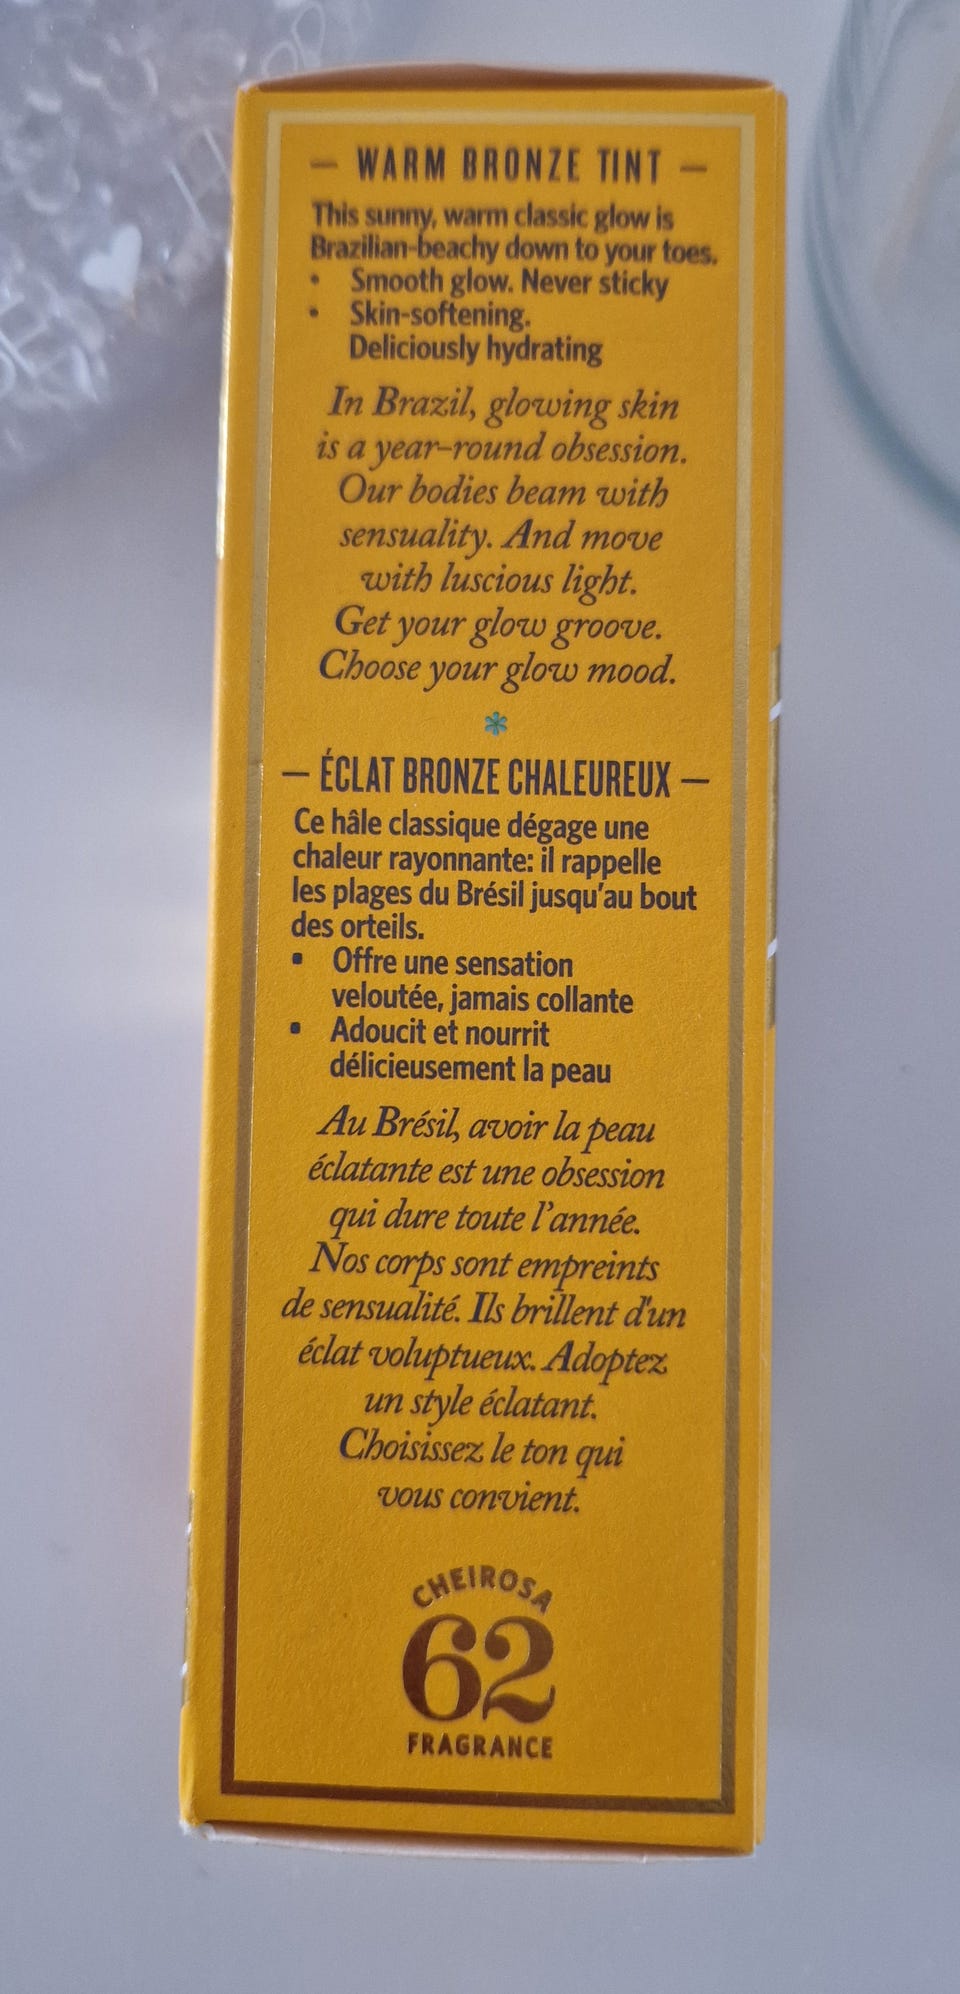 — WARM BRONZE TINT —
This sunny, warm classic glow is
Brazilian-beachy down to your toes.
• Smooth glow. Never sticky
• Skin-softening.
Deliciously hydrating
In Brazil, glowing skin
is a year-round obsession.
Our bodies beam with
sensuality. And move
with luscious light.
Get your glow groove.
Choose your glow mood.
*
— ÉCLAT BRONZE CHALEUREUX —
Ce hâle classique dégage une
chaleur rayonnante: il rappelle
les plages du Brésil jusqu'au bout
des orteils.
▪ Offre une sensation
veloutée, jamais collante
▪ Adoucit et nourrit
délicieusement la peau
Au Brésil, avoir la peau
éclatante est une obsession
qui dure toute l'année.
Nos corps sont empreints
de sensualité. Ils brillent d'un
éclat voluptueux. Adoptez
un style éclatant.
Choisissez le ton qui
vous convient.
CHEIROSA
62
FRAGRANCE